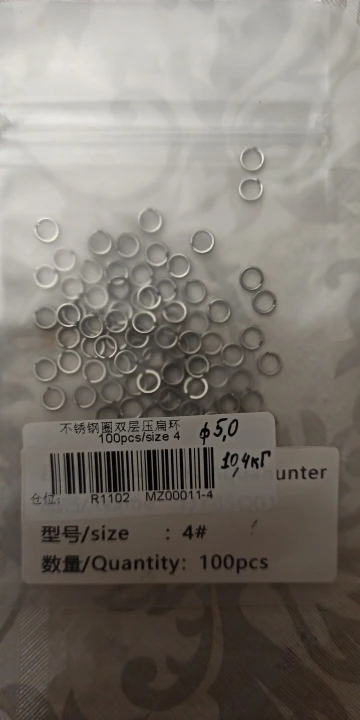 不锈钢圈双层压扁环
100pcs/size 4
ф5,0
10,4кг
仓位:
R1102 MZ00011-4
unter
型号/size : 4#
数量/Quantity: 100pcs